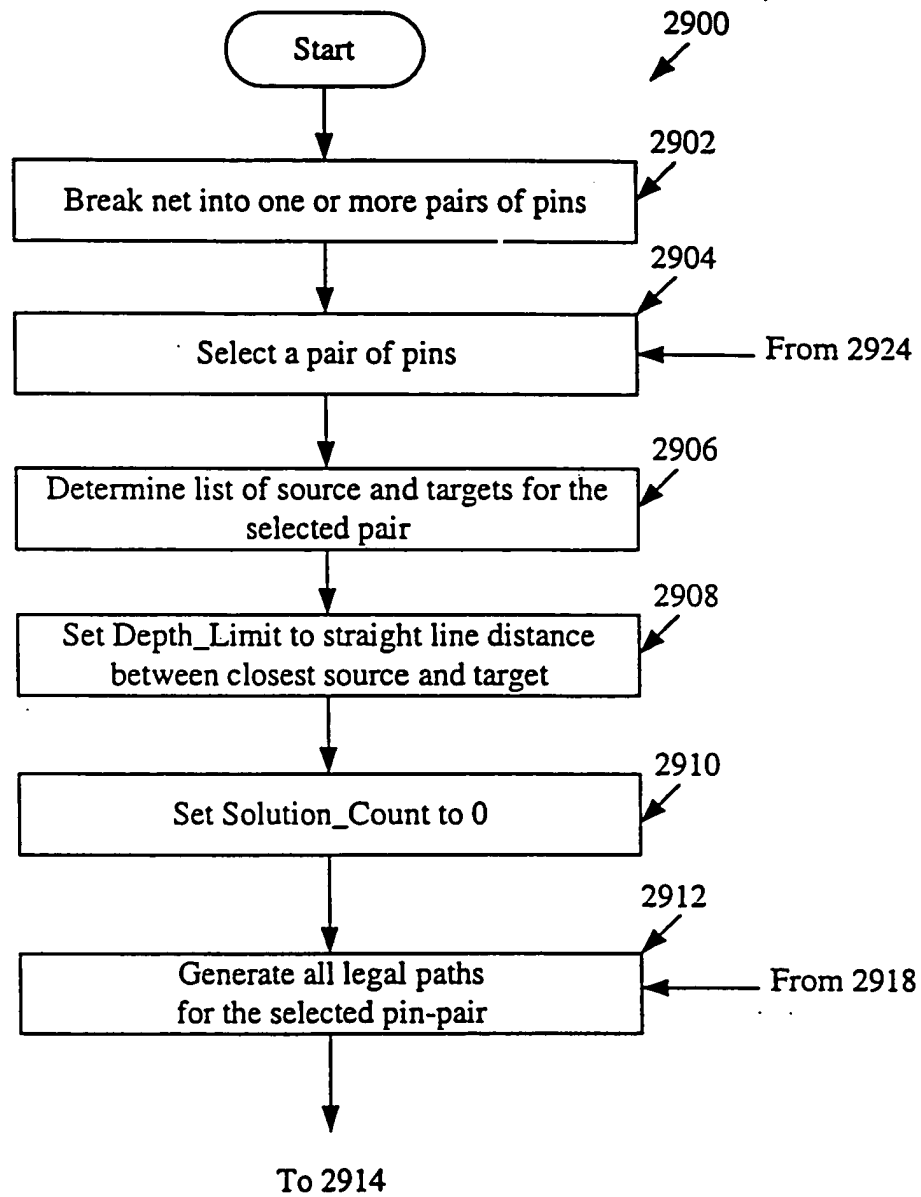 2900
Start
2902
Break net into one or more pairs of pins
2904
Select a pair of pins
From 2924
2906
Determine list of source and targets for the
selected pair
2908
Set Depth_Limit to straight line distance
between closest source and target
2910
Set Solution_Count to 0
2912
Generate all legal paths
for the selected pin-pair
From 2918
To 2914